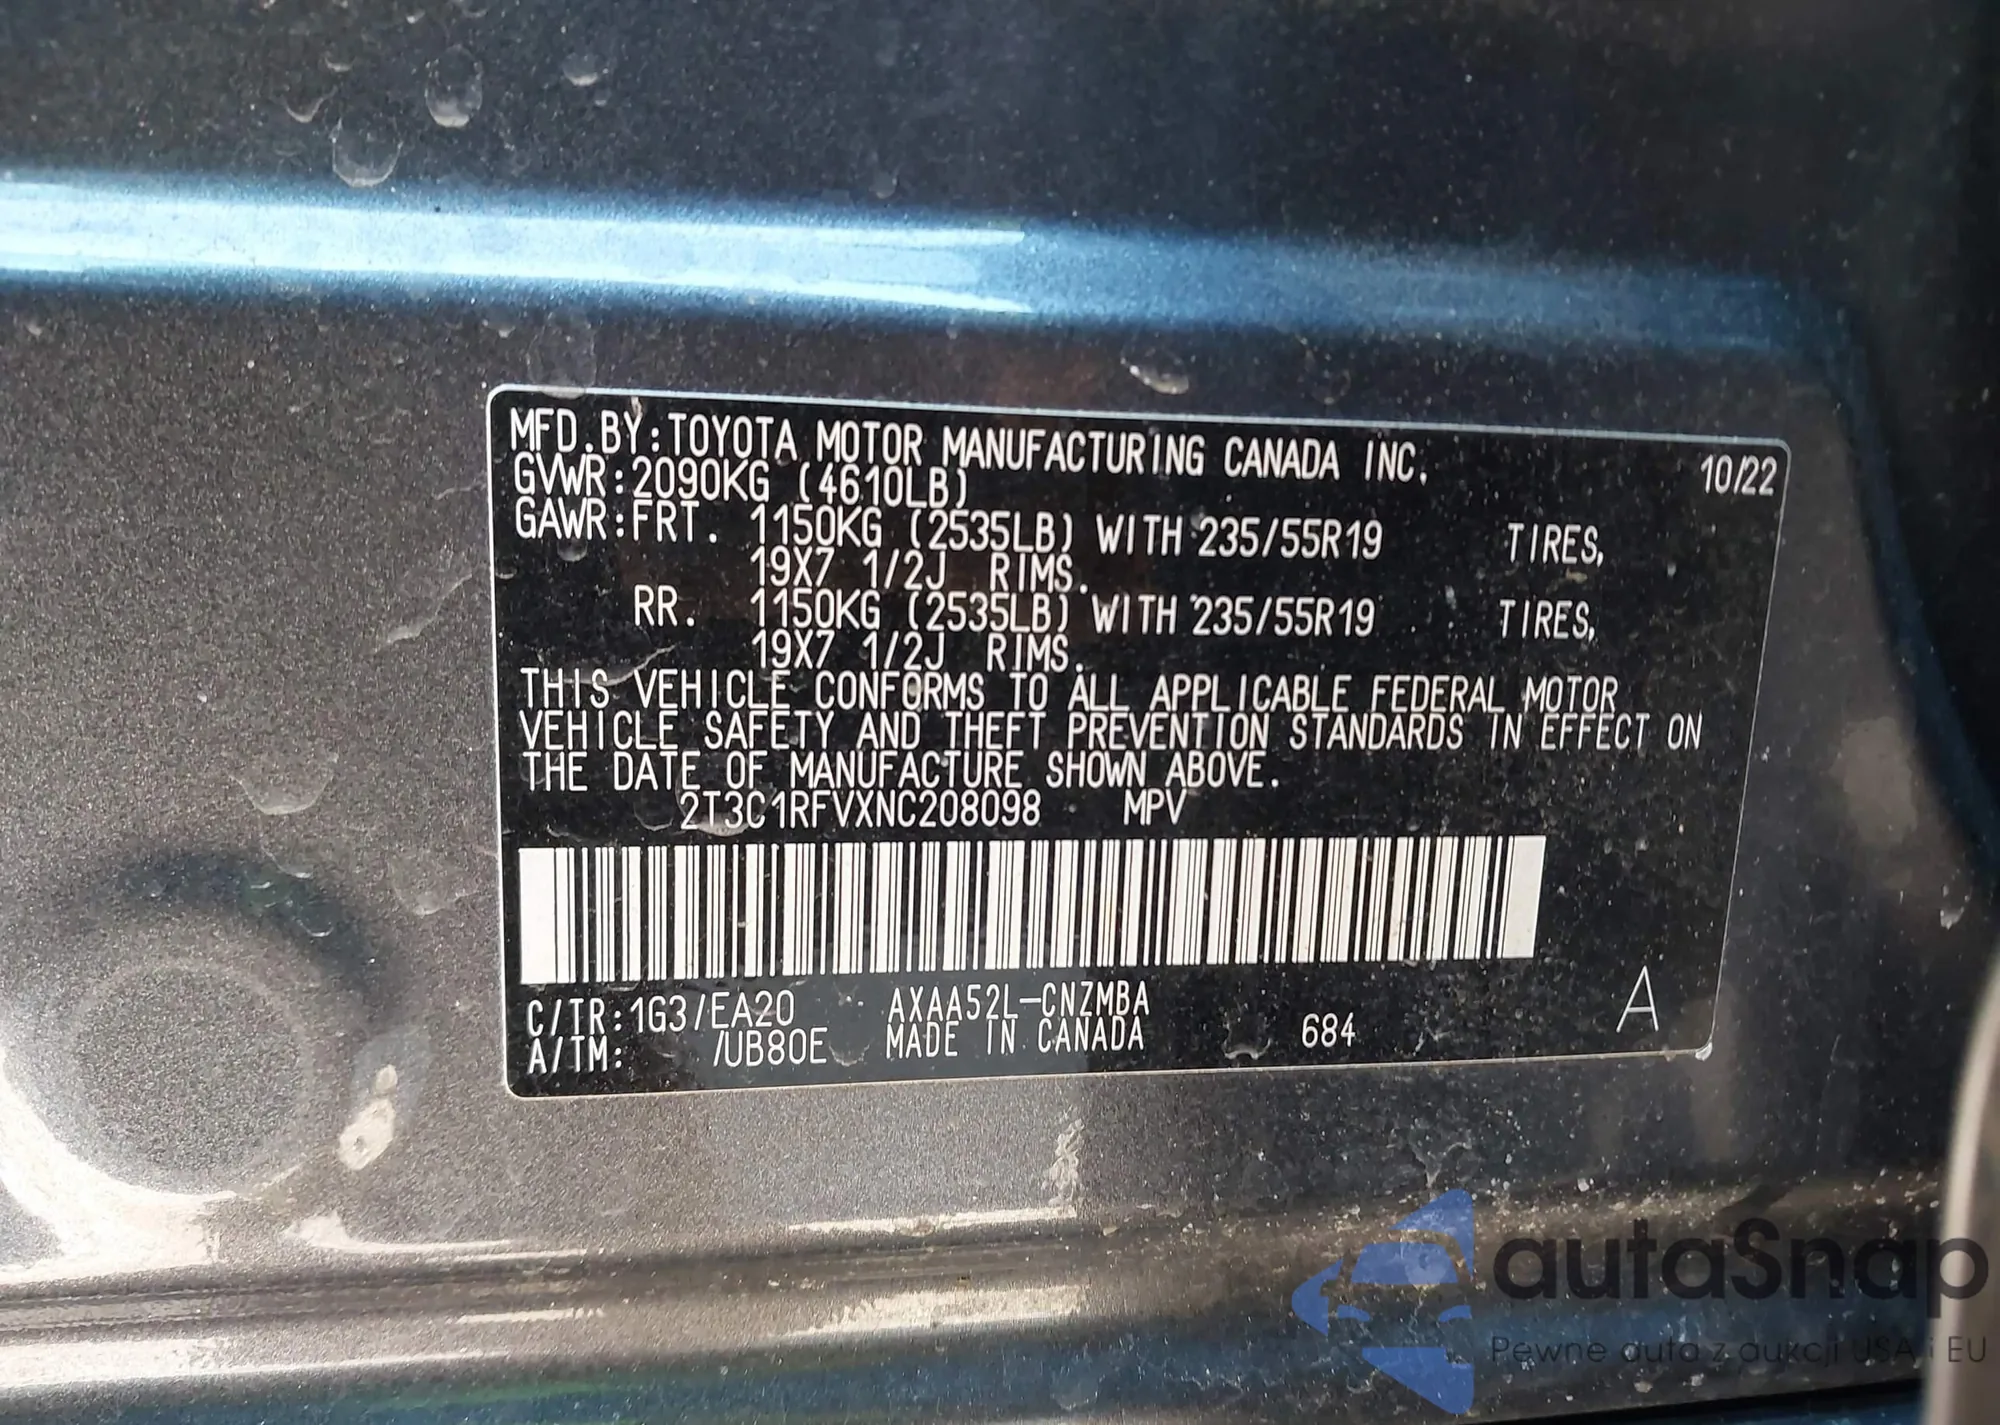 MFD.BY:TOYOTA MOTOR MANUFACTURING CANADA INC. 10/22
GVWR:2090KG (4610LB)
GAWR:FRT. 1150KG (2535LB) WITH 235/55R19 TIRES,
19X7 1/2J RIMS.
RR. 1150KG (2535LB) WITH 235/55R19 TIRES,
19X7 1/2J RIMS.
THIS VEHICLE CONFORMS TO ALL APPLICABLE FEDERAL MOTOR
VEHICLE SAFETY AND THEFT PREVENTION STANDARDS IN EFFECT ON
THE DATE OF MANUFACTURE SHOWN ABOVE.
2T3C1RFVXNC208098 MPV
C/TR:1G3/EA20 AXAA52L-CNZMBA
A/TM: /UB80E MADE IN CANADA 684 A
autaSnap
Pewne auta z aukcji USA i EU